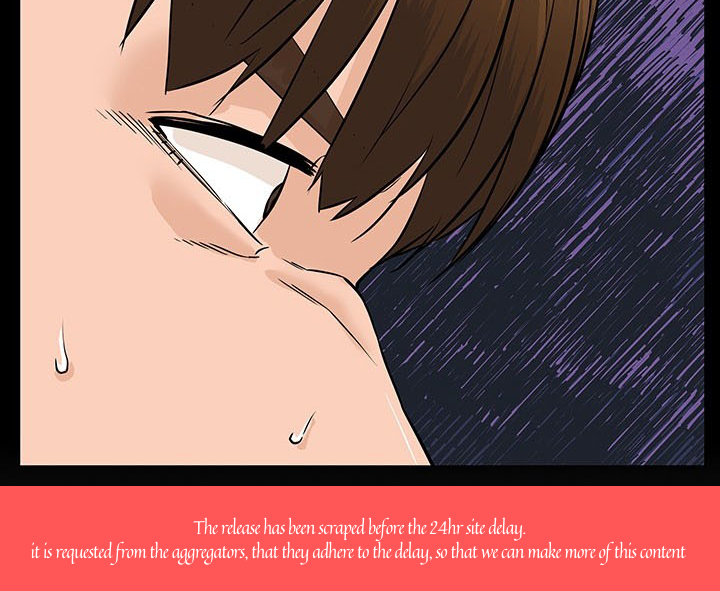 The release has been scraped before the 24hr site delay.
it is requested from the aggregators, that they adhere to the delay, so that we can make more of this content